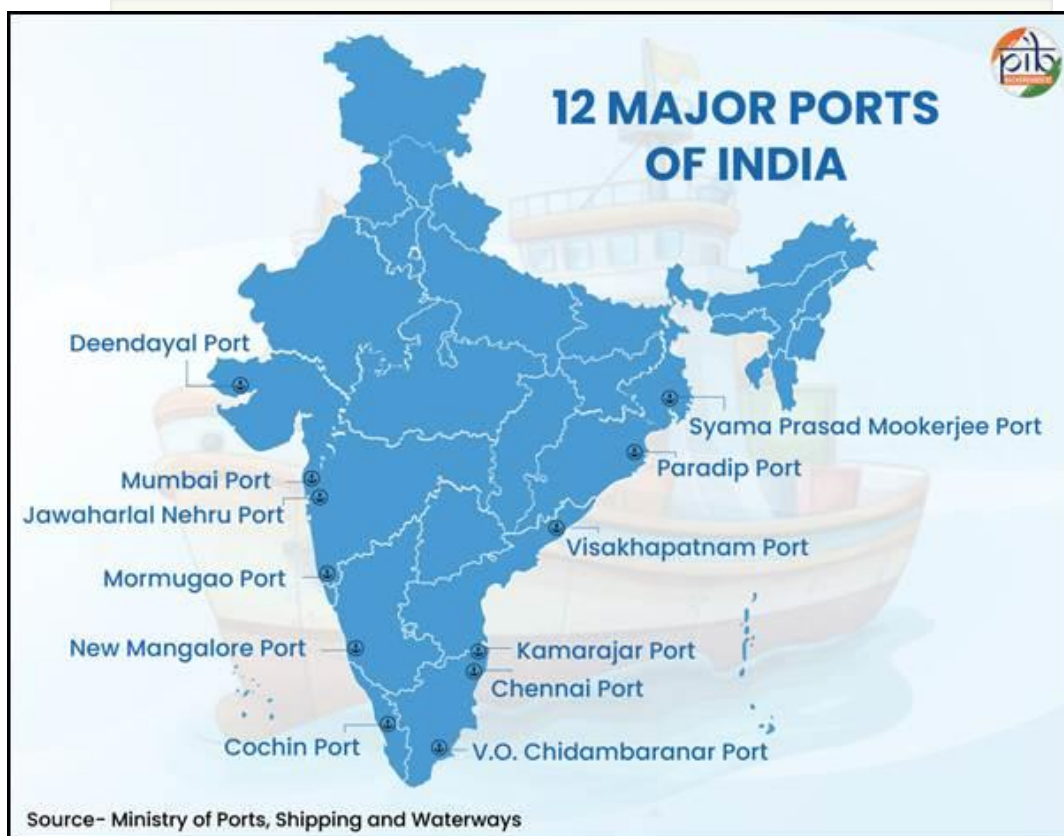 pib
12 MAJOR PORTS
OF INDIA
Deendayal Port
Mumbai Port
Jawaharlal Nehru Port
Mormugao Port
New Mangalore Port
Cochin Port
Syama Prasad Mookerjee Port
Paradip Port
Visakhapatnam Port
Kamarajar Port
Chennai Port
V.O. Chidambaranar Port
Source- Ministry of Ports, Shipping and Waterways